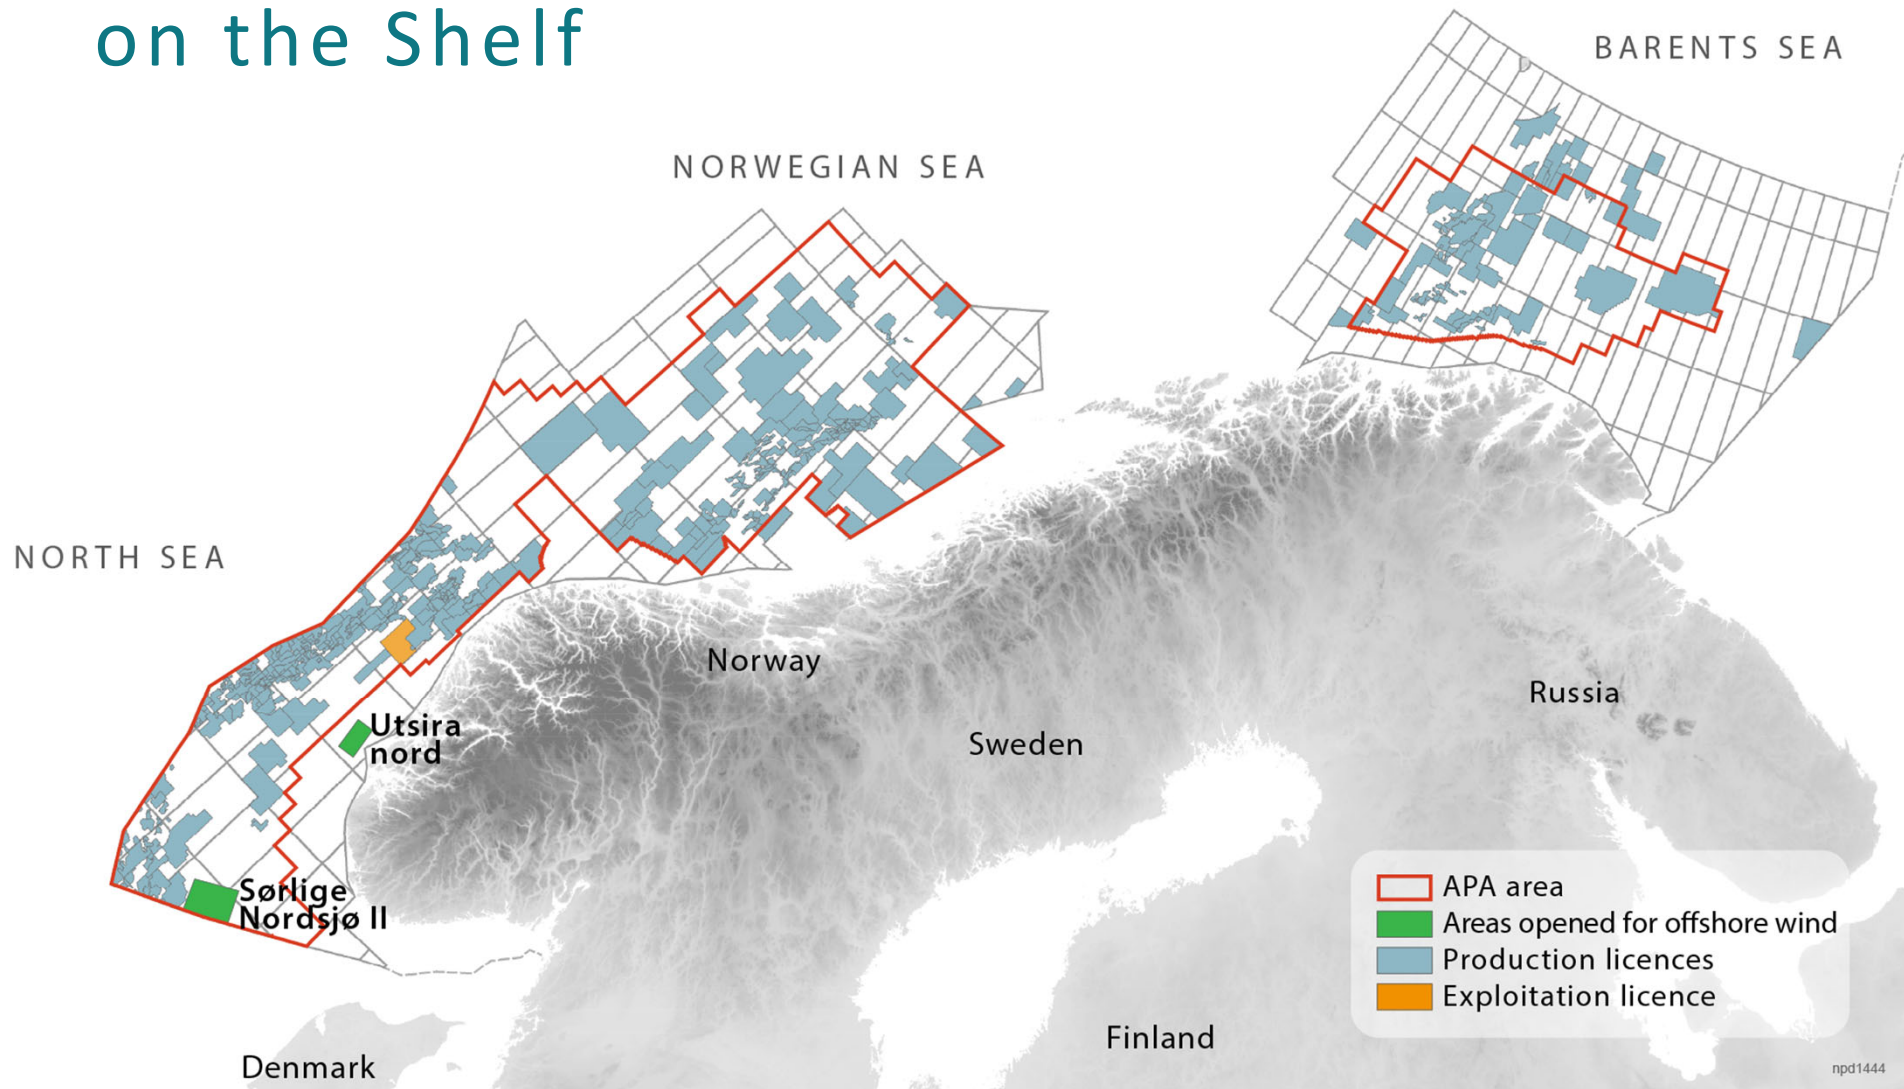 on the Shelf
BARENTS SEA
NORWEGIAN SEA
NORTH SEA
Norway
Russia
Utsira
nord
Sweden
Sørlige
Nordsjø II
APA area
Areas opened for offshore wind
Production licences
Exploitation licence
Finland
Denmark
npd1444